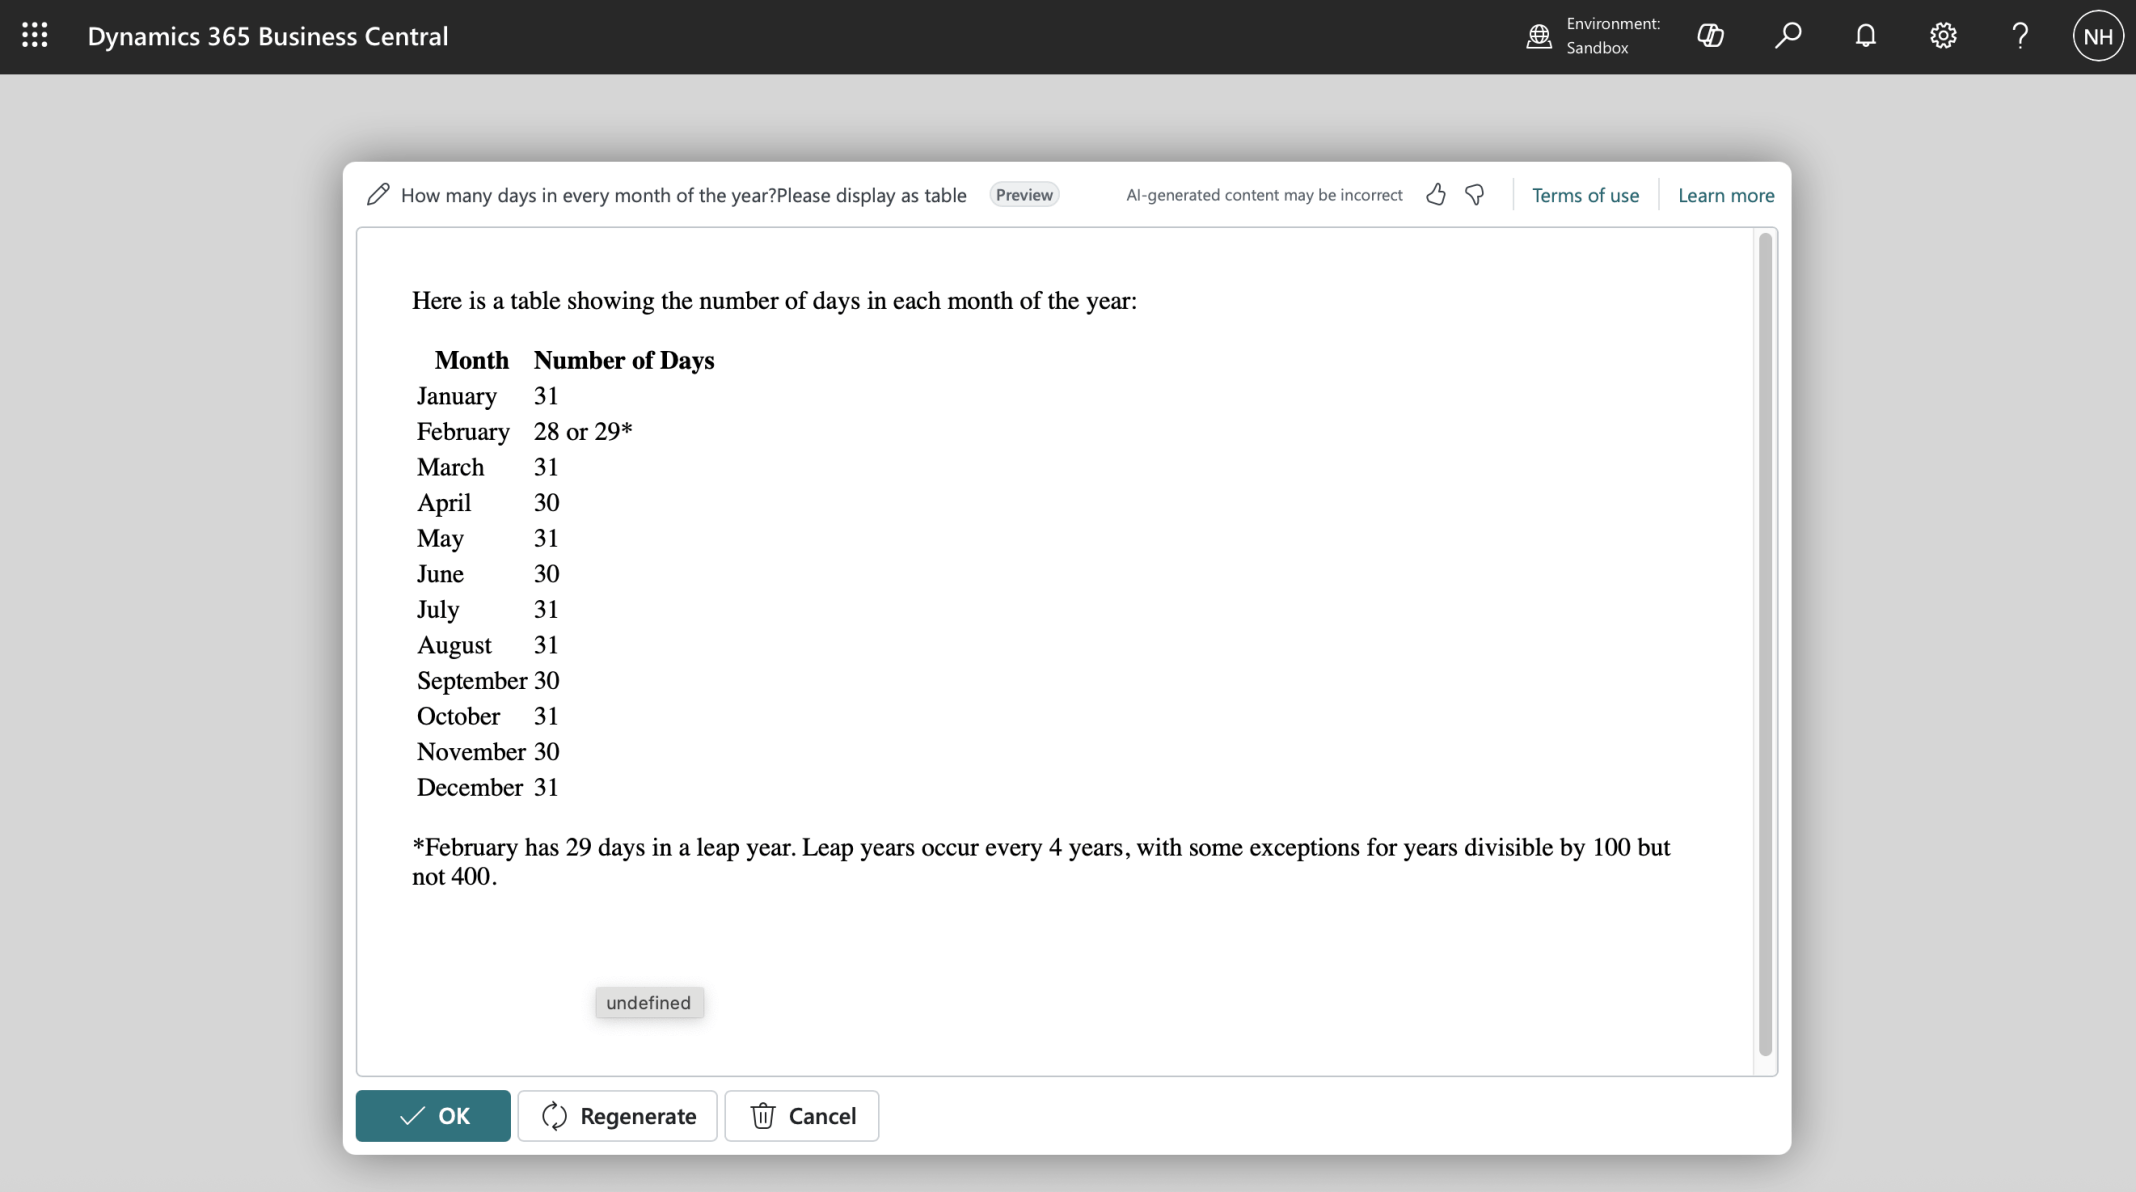 Dynamics 365 Business Central
Environment:
Sandbox
NH
How many days in every month of the year?Please display as table
Preview
AI-generated content may be incorrect
Terms of use
Learn more
Here is a table showing the number of days in each month of the year:
Month Number of Days
January 31
February 28 or 29*
March 31
April 30
May 31
June 30
July 31
August 31
September 30
October 31
November 30
December 31
*February has 29 days in a leap year. Leap years occur every 4 years, with some exceptions for years divisible by 100 but
not 400.
undefined
OK
Regenerate
Cancel